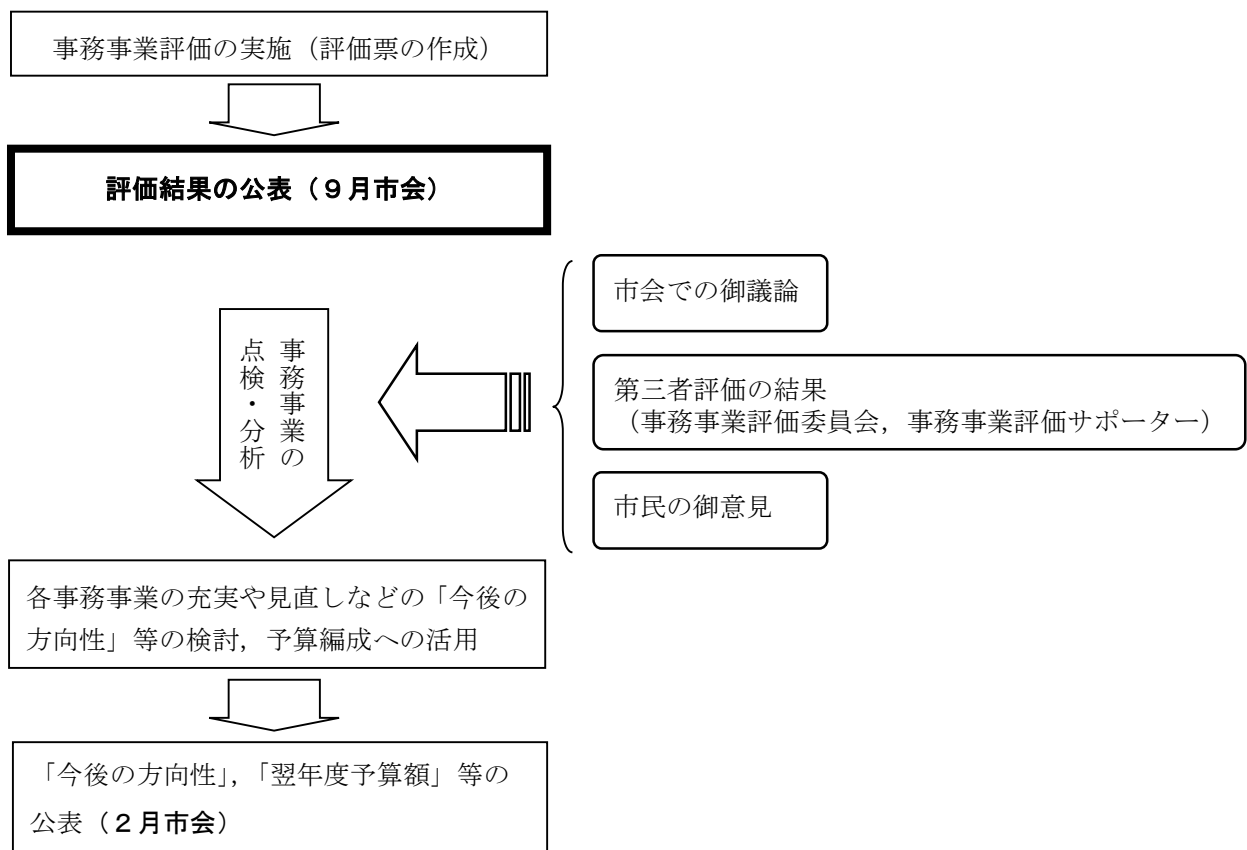 事務事業評価の実施（評価票の作成）
評価結果の公表（９月市会）
事務事業の
点検・分析
市会での御議論
第三者評価の結果
（事務事業評価委員会，事務事業評価サポーター）
市民の御意見
各事務事業の充実や見直しなどの「今後の
方向性」等の検討，予算編成への活用
「今後の方向性」，「翌年度予算額」等の
公表（２月市会）